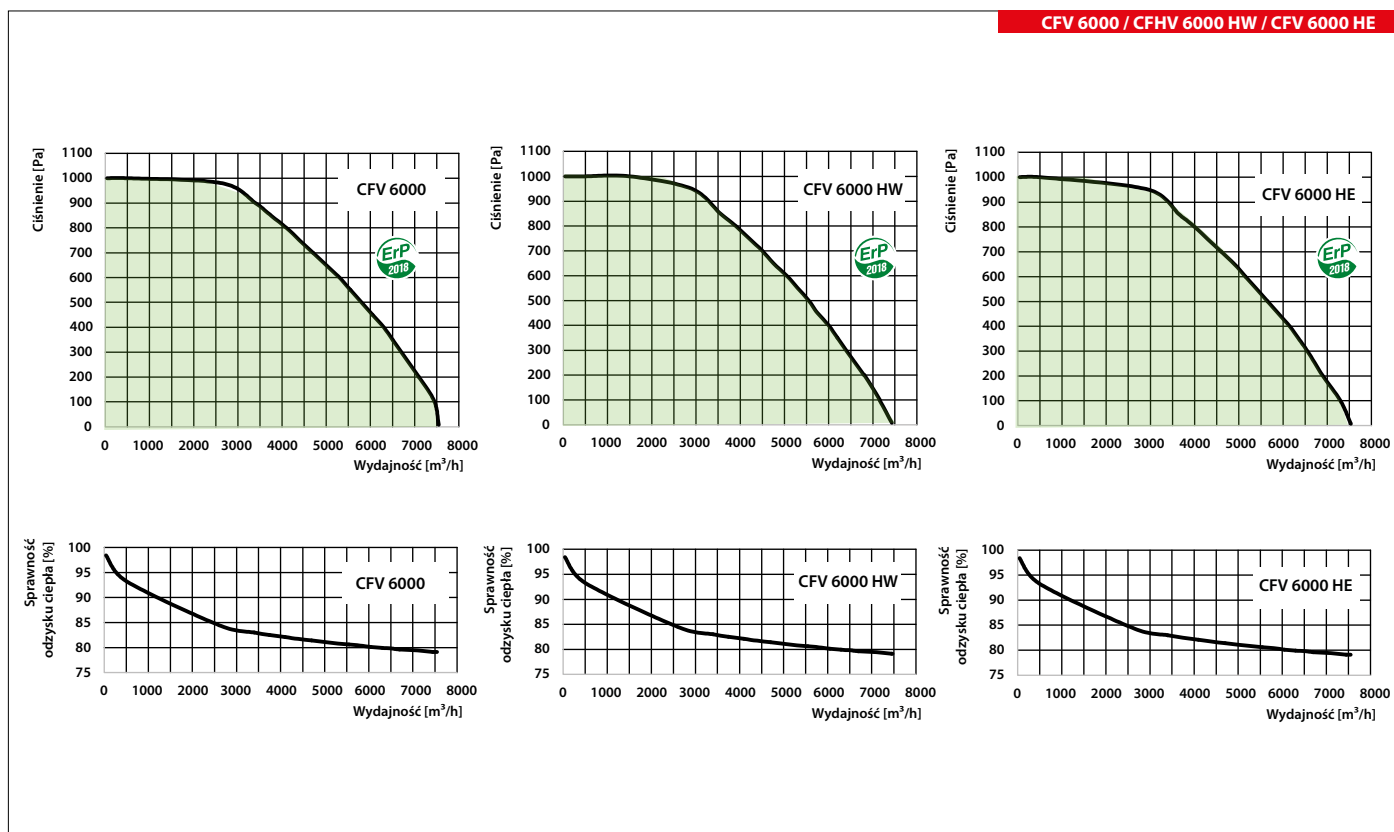 CFV 6000 / CFHV 6000 HW / CFV 6000 HE
Ciśnienie [Pa]
1100
1000
900
800
700
600
500
400
300
200
100
0
CFV 6000
ErP
2018
0 1000 2000 3000 4000 5000 6000 7000 8000
Wydajność [m³/h]
Ciśnienie [Pa]
1100
1000
900
800
700
600
500
400
300
200
100
0
CFV 6000 HW
ErP
2018
0 1000 2000 3000 4000 5000 6000 7000 8000
Wydajność [m³/h]
Ciśnienie [Pa]
1100
1000
900
800
700
600
500
400
300
200
100
0
CFV 6000 HE
ErP
2018
0 1000 2000 3000 4000 5000 6000 7000 8000
Wydajność [m³/h]
Sprawność
odzysku ciepła [%]
100
95
90
85
80
75
CFV 6000
0 1000 2000 3000 4000 5000 6000 7000 8000
Wydajność [m³/h]
Sprawność
odzysku ciepła [%]
100
95
90
85
80
75
CFV 6000 HW
0 1000 2000 3000 4000 5000 6000 7000 8000
Wydajność [m³/h]
Sprawność
odzysku ciepła [%]
100
95
90
85
80
75
CFV 6000 HE
0 1000 2000 3000 4000 5000 6000 7000 8000
Wydajność [m³/h]